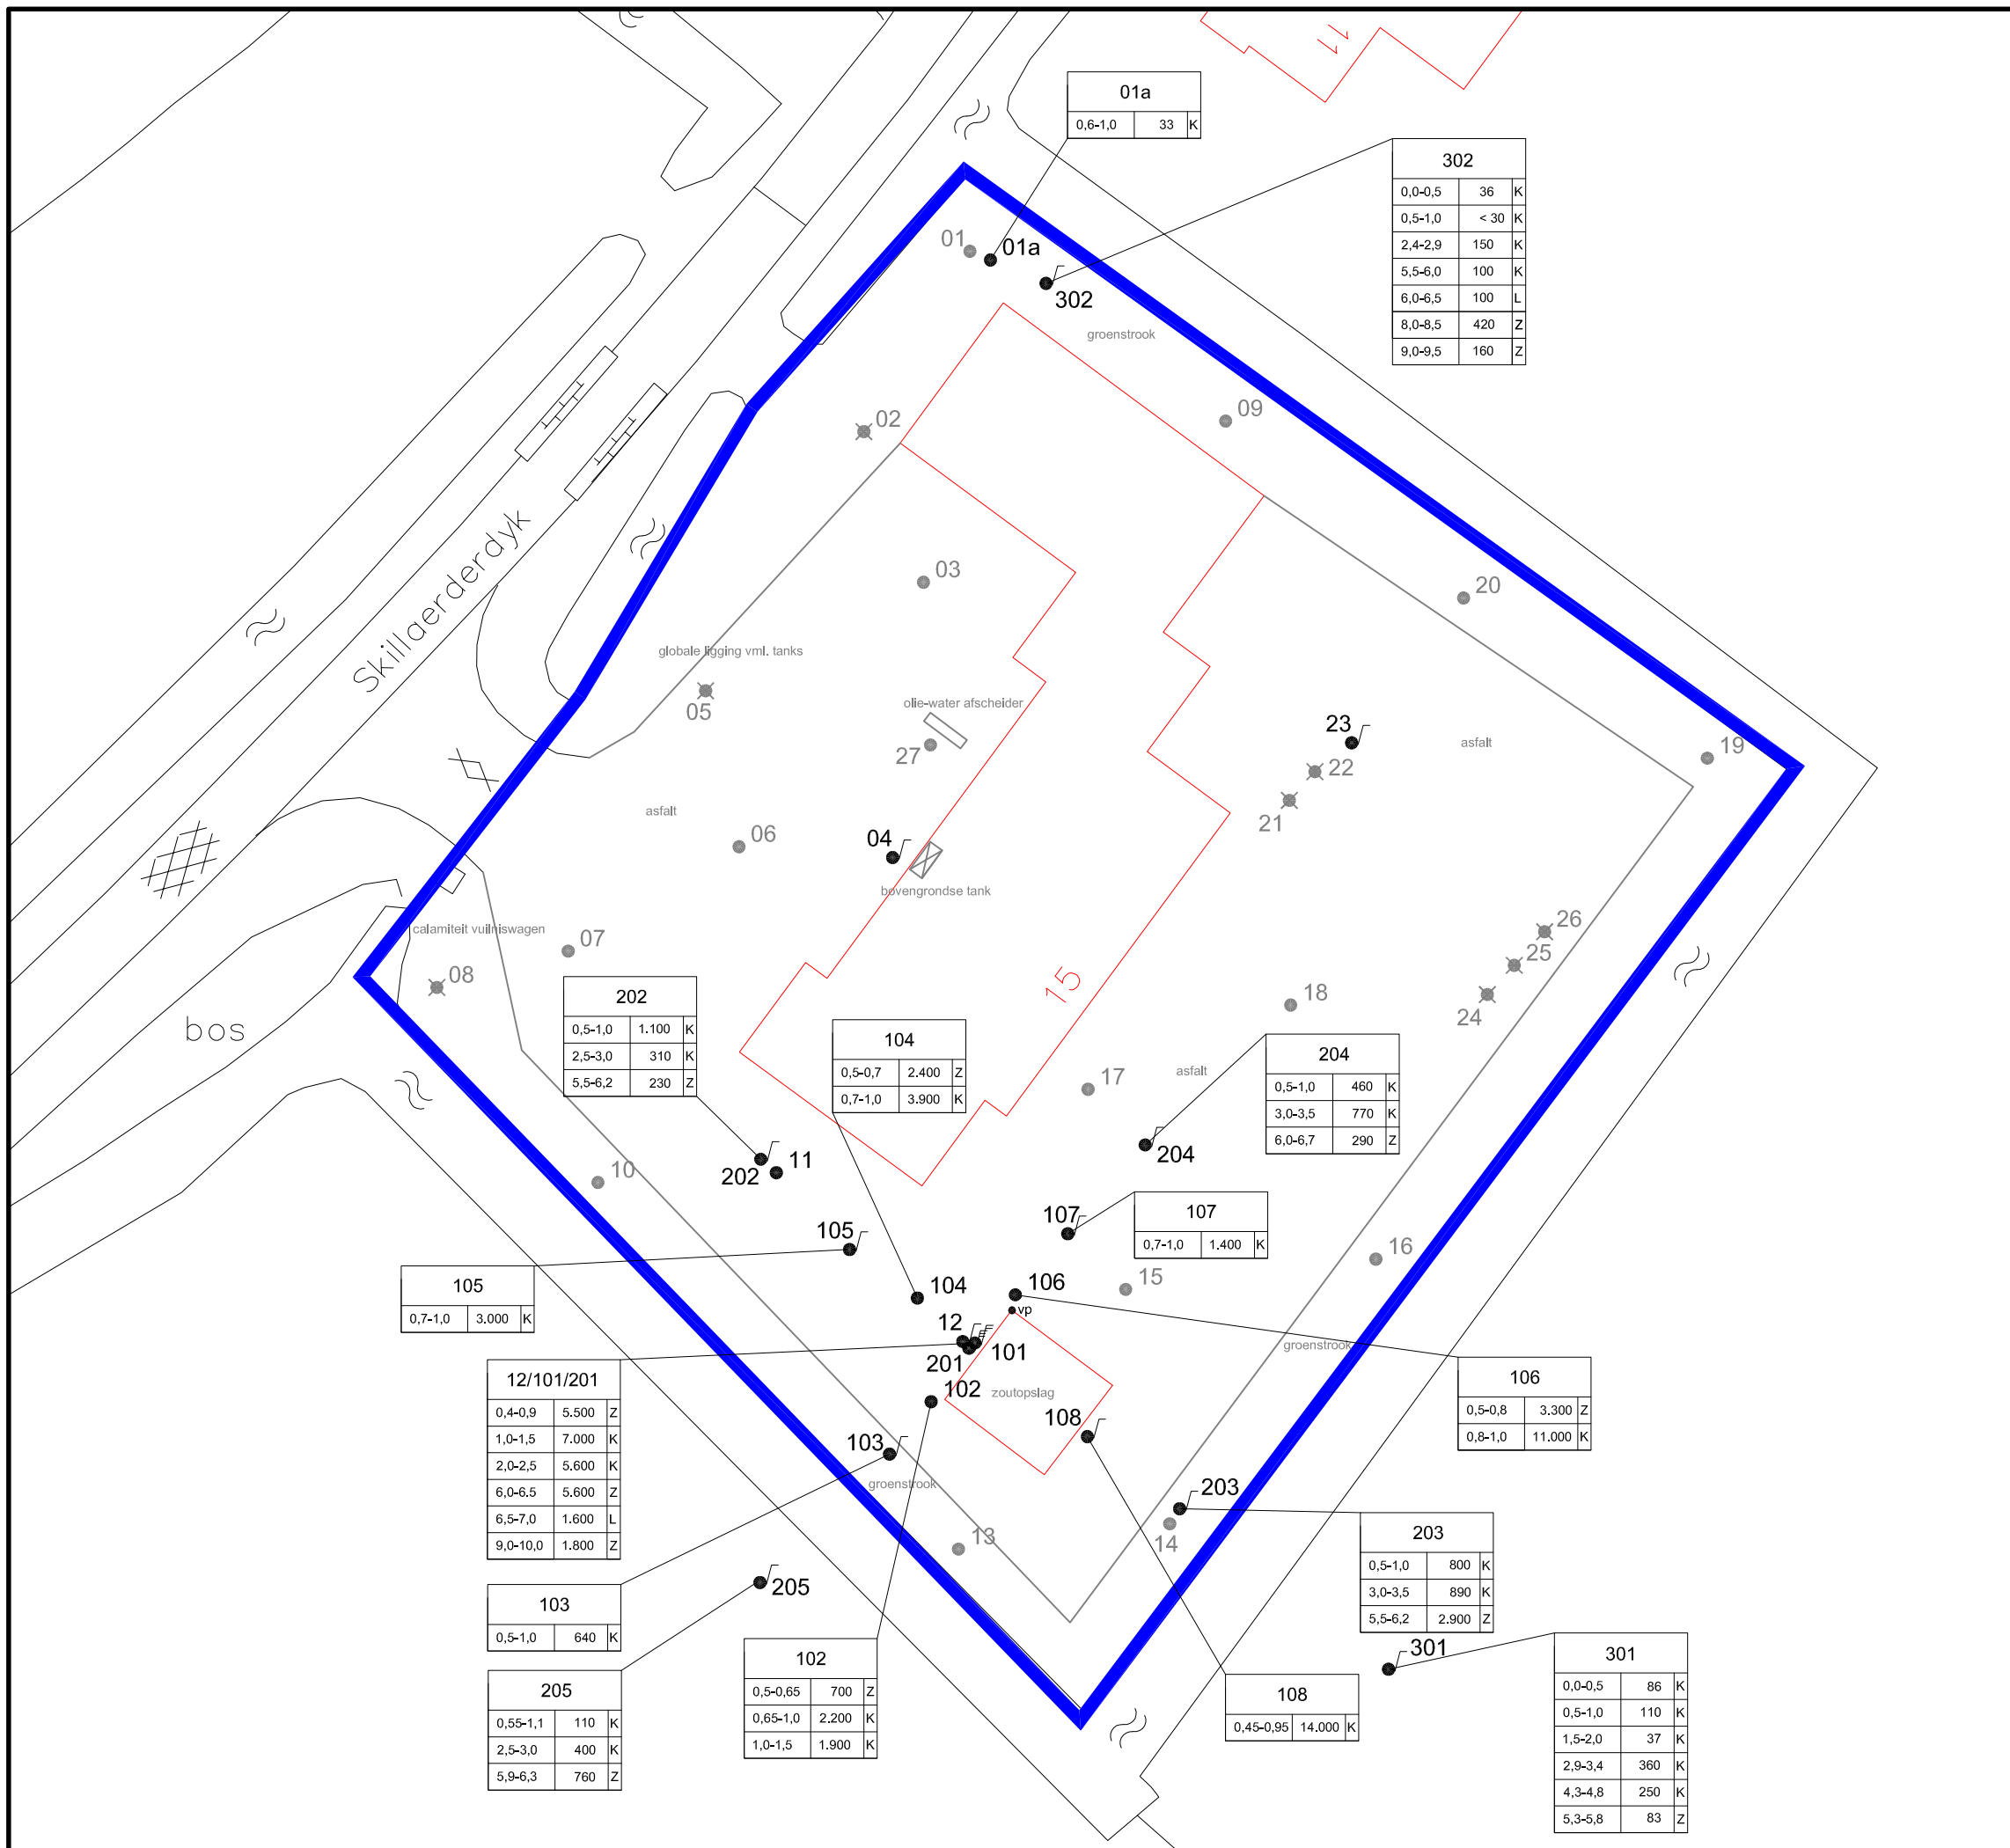 11
01a
0,6-1,0 33 K
302
0,0-0,5 36 K
0,5-1,0 < 30 K
2,4-2,9 150 K
5,5-6,0 100 K
6,0-6,5 100 L
8,0-8,5 420 Z
9,0-9,5 160 Z
01
01a
302
groenstrook
09
02
Skillaerderdyk
03
20
globale ligging vml. tanks
05
olie-water afscheider
27
23
asfalt
19
22
21
asfalt
06
04
bovengrondse tank
calamiteit vuilniswagen
07
08
26
25
24
15
18
bos
202
0,5-1,0 1.100 K
2,5-3,0 310 K
5,5-6,2 230 Z
104
0,5-0,7 2.400 Z
0,7-1,0 3.900 K
204
0,5-1,0 460 K
3,0-3,5 770 K
6,0-6,7 290 Z
17
asfalt
204
202
11
10
107
107
0,7-1,0 1.400 K
105
16
105
0,7-1,0 3.000 K
104
106
15
vp
12
101
201
groenstrook
12/101/201
0,4-0,9 5.500 Z
1,0-1,5 7.000 K
2,0-2,5 5.600 K
6,0-6.5 5.600 Z
6,5-7,0 1.600 L
9,0-10,0 1.800 Z
102
zoutopslag
108
106
0,5-0,8 3.300 Z
0,8-1,0 11.000 K
103
groenstrook
203
14
13
203
0,5-1,0 800 K
3,0-3,5 890 K
5,5-6,2 2.900 Z
205
103
0,5-1,0 640 K
205
0,55-1,1 110 K
2,5-3,0 400 K
5,9-6,3 760 Z
102
0,5-0,65 700 Z
0,65-1,0 2.200 K
1,0-1,5 1.900 K
108
0,45-0,95 14.000 K
301
301
0,0-0,5 86 K
0,5-1,0 110 K
1,5-2,0 37 K
2,9-3,4 360 K
4,3-4,8 250 K
5,3-5,8 83 Z